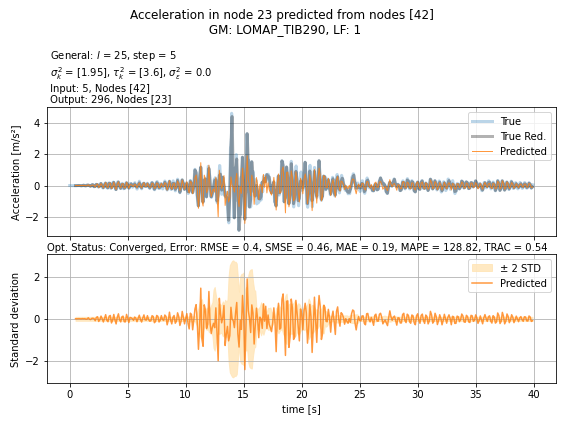 Acceleration in node 23 predicted from nodes [42]
GM: LOMAP_TIB290, LF: 1
General: l = 25, step = 5
σ²ₖ = [1.95], τ²ₖ = [3.6], σ²ε = 0.0
Input: 5, Nodes [42]
Output: 296, Nodes [23]
True
True Red.
Predicted
Acceleration [m/s²]
4
2
0
−2
Opt. Status: Converged, Error: RMSE = 0.4, SMSE = 0.46, MAE = 0.19, MAPE = 128.82, TRAC = 0.54
± 2 STD
Predicted
Standard deviation
2
0
−2
0 5 10 15 20 25 30 35 40
time [s]